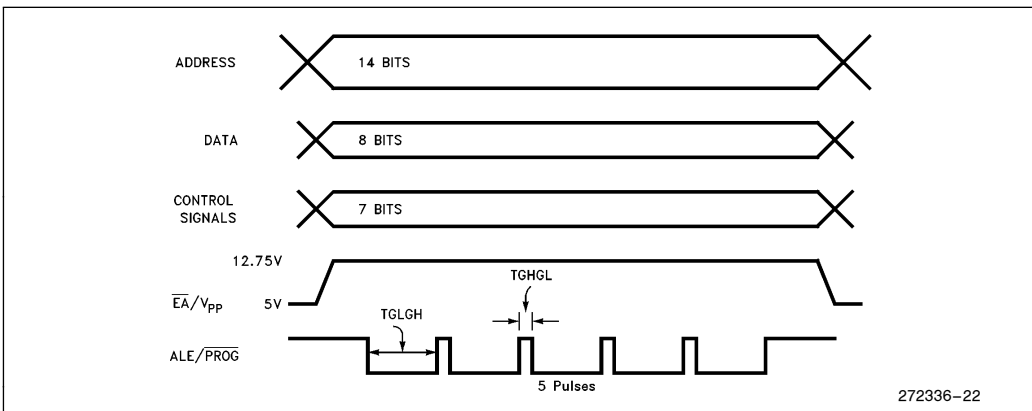 ADDRESS
14 BITS
DATA
8 BITS
CONTROL
SIGNALS
7 BITS
12.75V
TGHGL
EA/VPP
5V
TGLGH
ALE/PROG
5 Pulses
272336-22